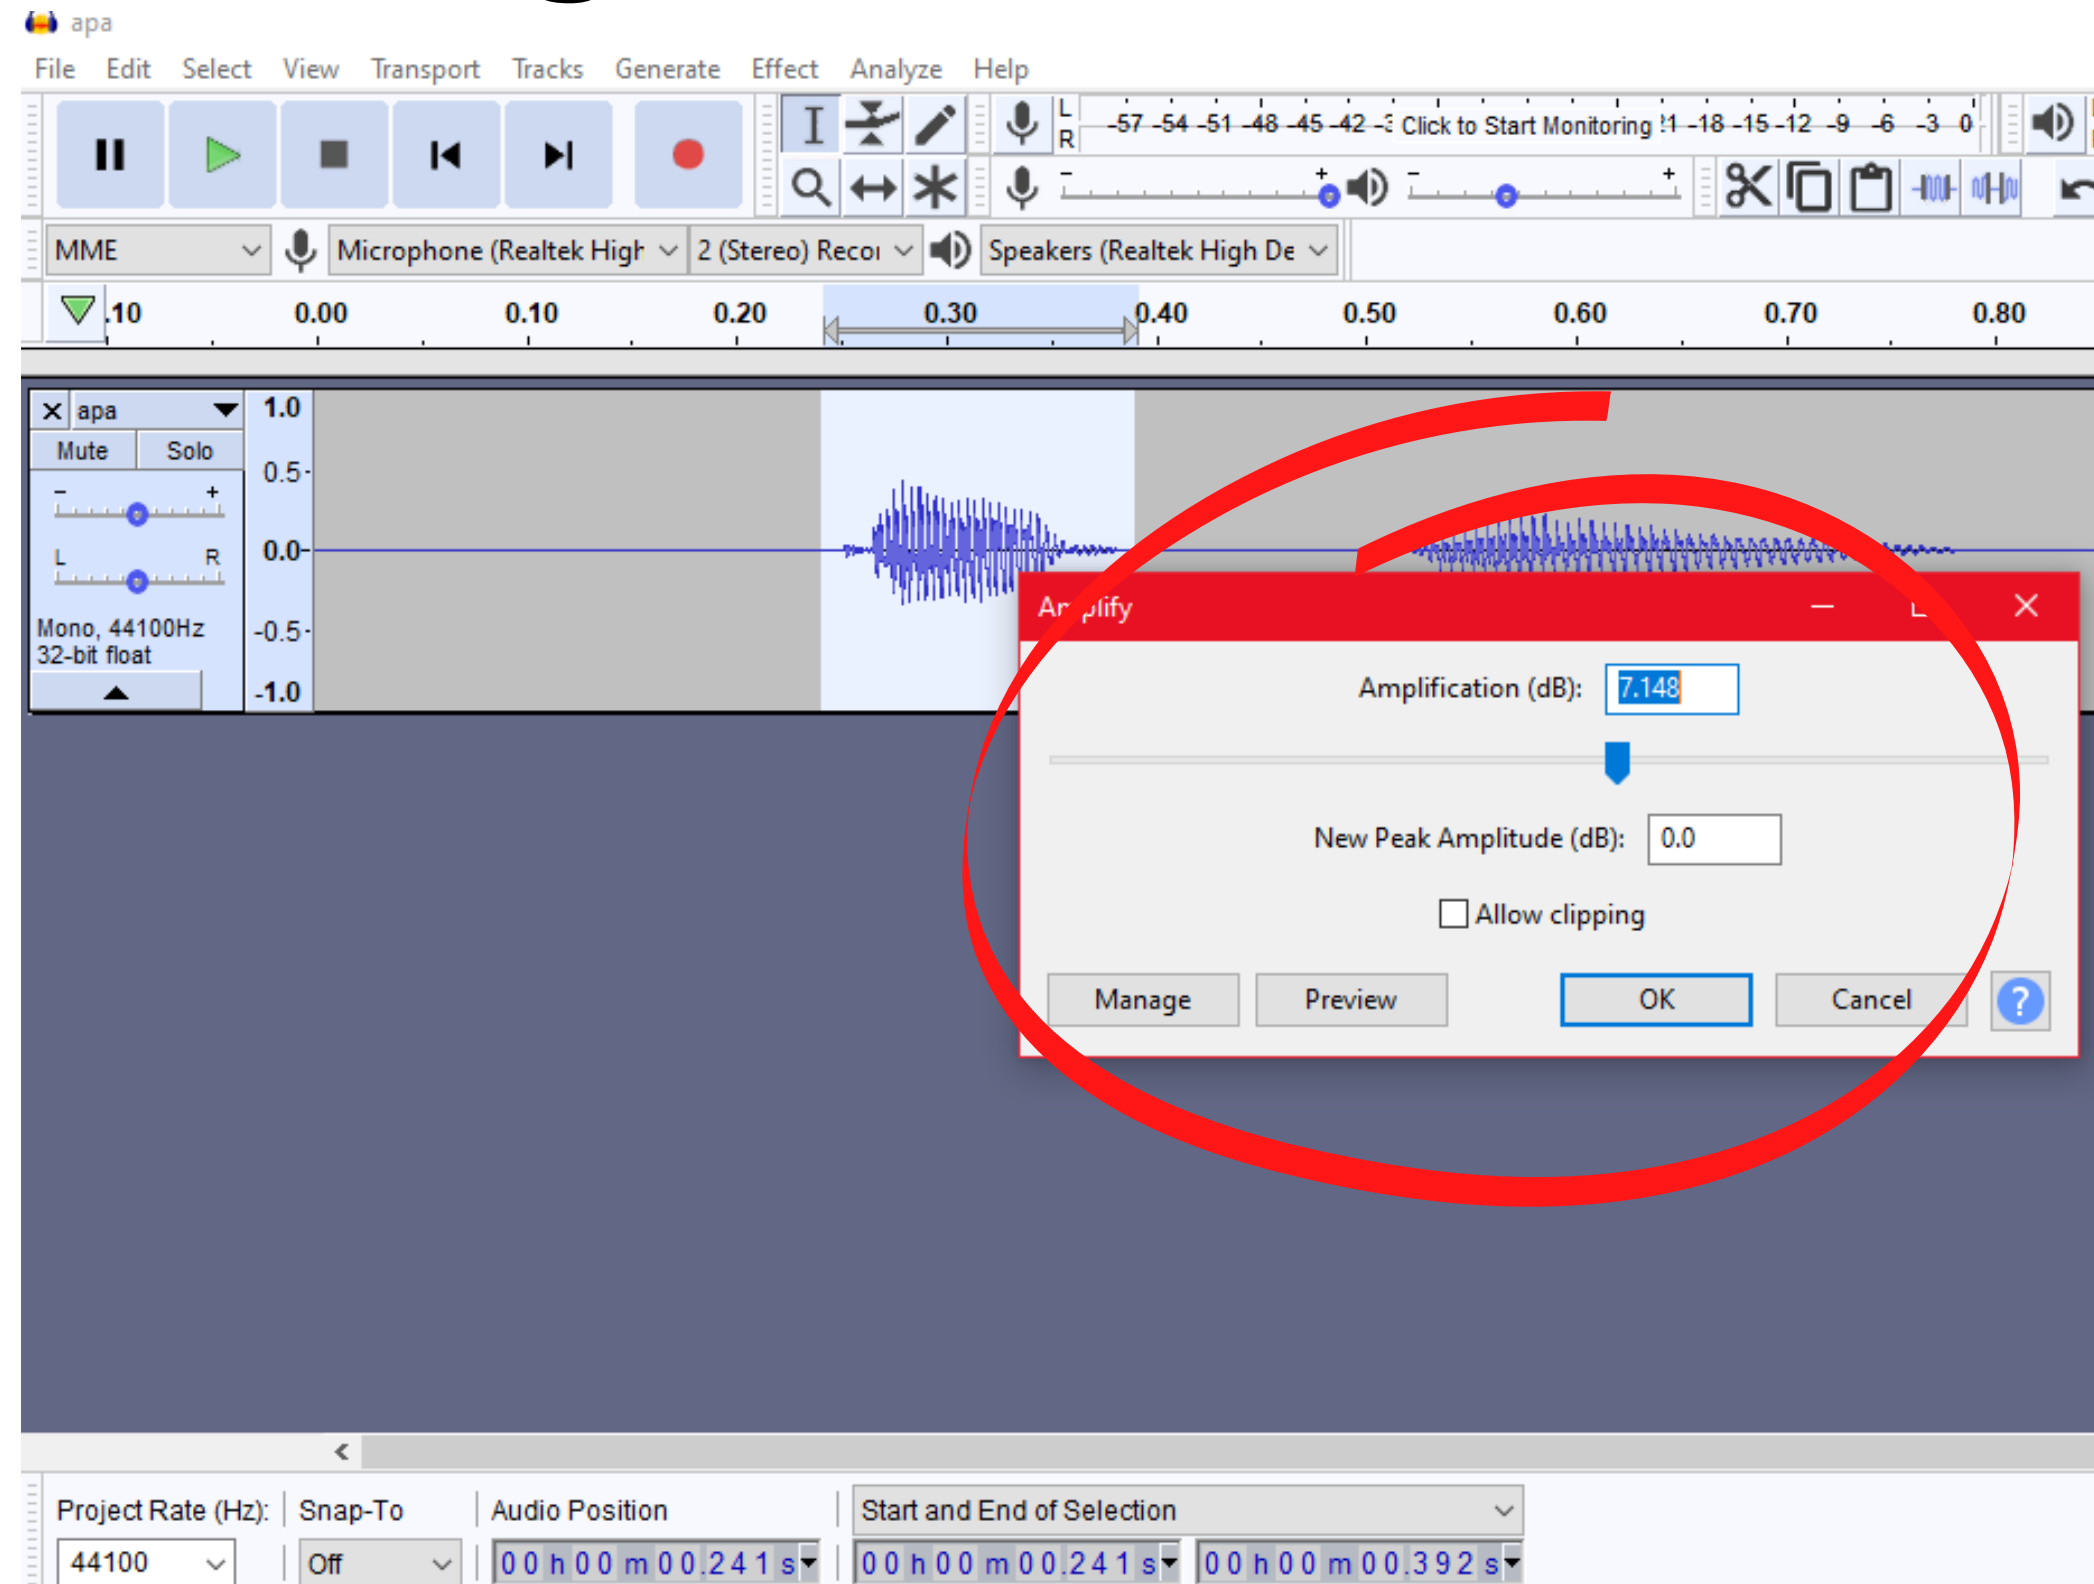 apa
File Edit Select View Transport Tracks Generate Effect Analyze Help
L
R
-57 -54 -51 -48 -45 -42 Click to Start Monitoring -18 -15 -12 -9 -6 -3 0
- + - +
MME Microphone (Realtek High 2 (Stereo) Recor Speakers (Realtek High De
.10 0.00 0.10 0.20 0.30 0.40 0.50 0.60 0.70 0.80
apa 1.0
Mute Solo
0.5
- +
L R
0.0
Mono, 44100Hz
-0.5
32-bit float
-1.0
Amplify
Amplification (dB): 7.148
New Peak Amplitude (dB): 0.0
Allow clipping
Manage Preview OK Cancel ?
Project Rate (Hz): Snap-To Audio Position Start and End of Selection
44100 Off 00 h 00 m 00.241 s 00 h 00 m 00.241 s 00 h 00 m 00.392 s